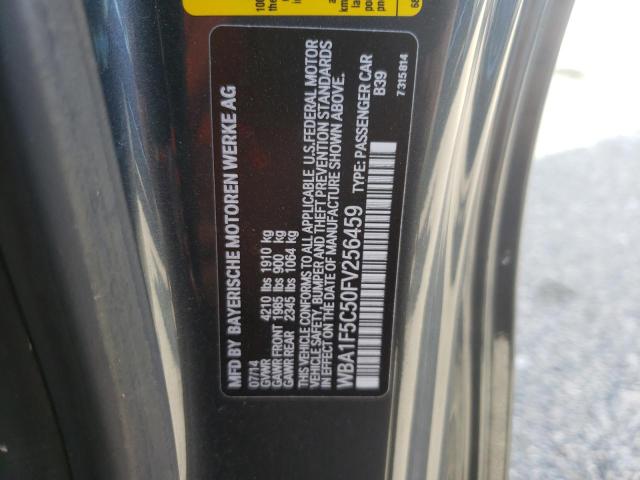 MFD BY BAYERISCHE MOTOREN WERKE AG
07/14
GVWR 4210 lbs 1910 kg
GAWR FRONT 1985 lbs 900 kg
GAWR REAR 2345 lbs 1064 kg
THIS VEHICLE CONFORMS TO ALL APPLICABLE U.S.FEDERAL MOTOR
VEHICLE SAFETY, BUMPER AND THEFT PREVENTION STANDARDS
IN EFFECT ON THE DATE OF MANUFACTURE SHOWN ABOVE.
WBA1F5C50FV256459 TYPE: PASSENGER CAR
B39
7315814